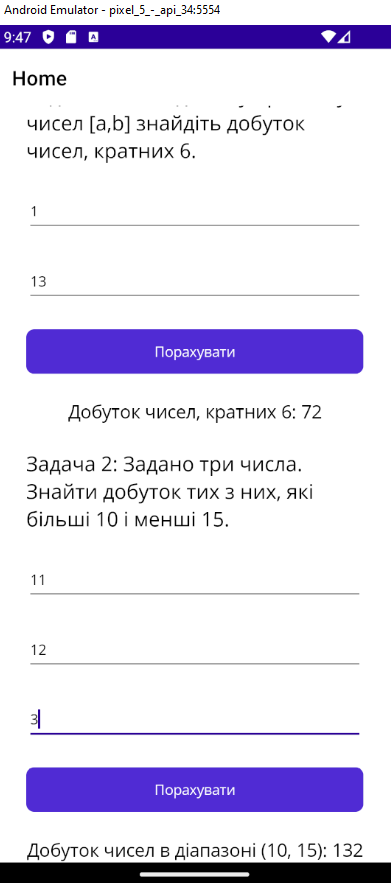 Android Emulator - pixel_5_-_api_34:5554
9:47
A
Home
чисел [a,b] знайдіть добуток
чисел, кратних 6.
1
13
Порахувати
Добуток чисел, кратних 6: 72
Задача 2: Задано три числа.
Знайти добуток тих з них, які
більші 10 і менші 15.
11
12
3
Порахувати
Добуток чисел в діапазоні (10, 15): 132